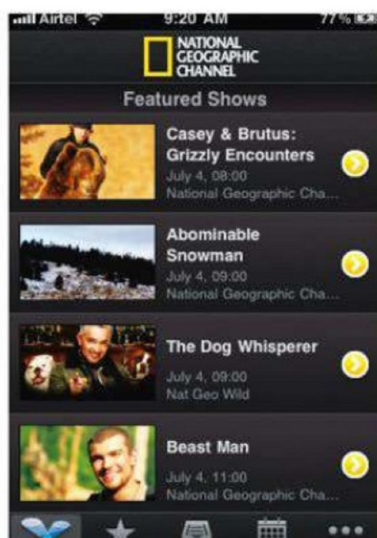 Airtel 9:20 AM 77%
NATIONAL
GEOGRAPHIC
CHANNEL
Featured Shows
Casey & Brutus:
Grizzly Encounters
July 4, 08:00
National Geographic Cha...
Abominable
Snowman
July 4, 09:00
National Geographic Cha...
The Dog Whisperer
July 4, 09:00
Nat Geo Wild
Beast Man
July 4, 11:00
National Geographic Cha...